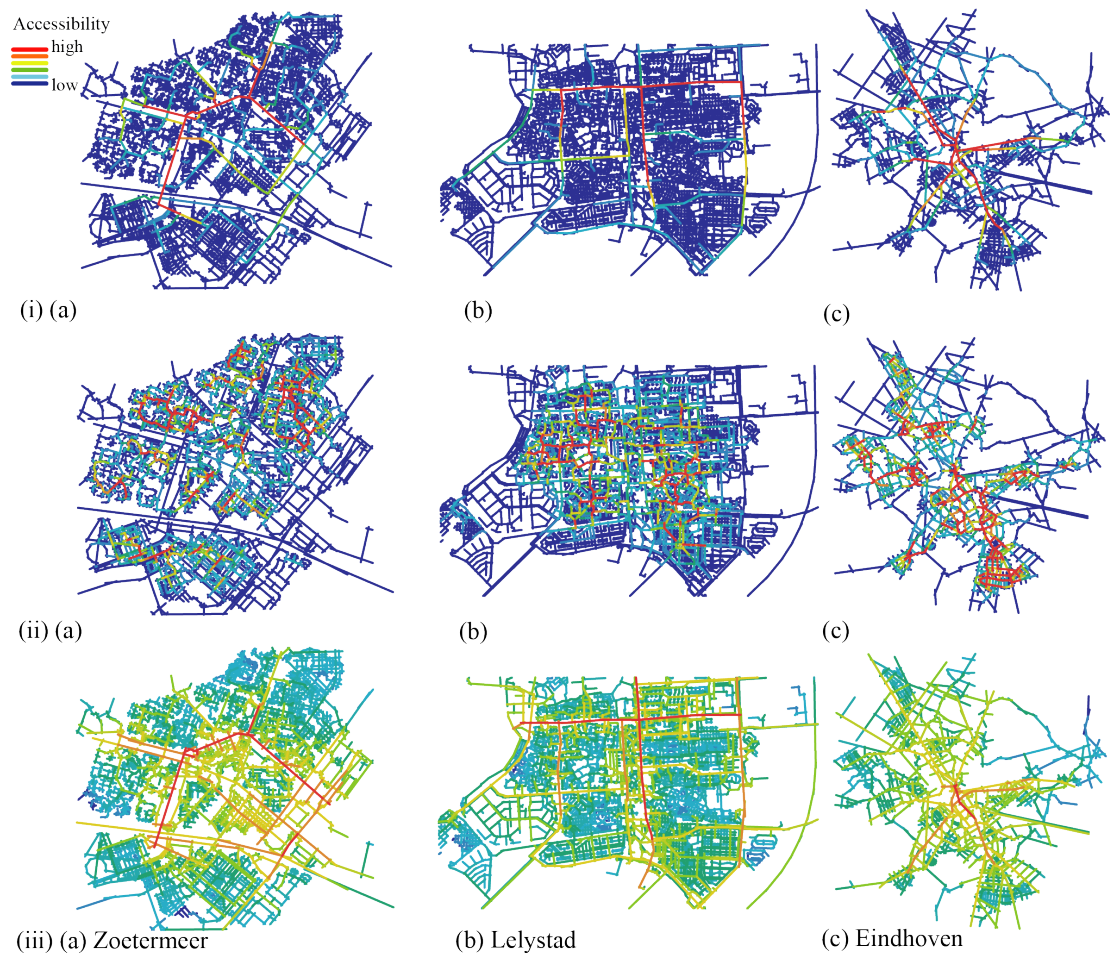 Accessibility
high
low
(i) (a)
(b)
(c)
(ii) (a)
(b)
(c)
(iii) (a) Zoetermeer
(b) Lelystad
(c) Eindhoven